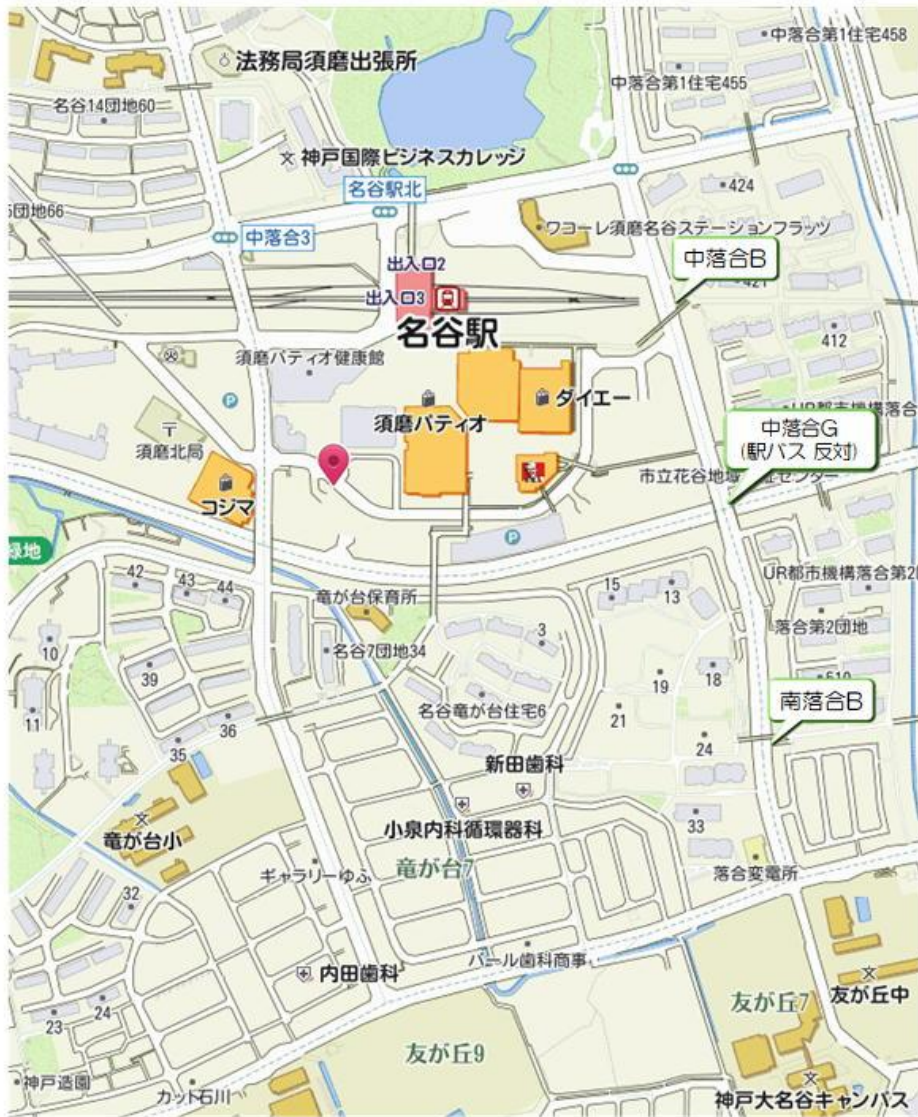 中落合第1住宅458
法務局須磨出張所
中落合第1住宅455
名谷14団地60
神戸国際ビジネスカレッジ
424
名谷駅北
5団地66
ワコーレ須磨名谷ステーションフラッツ
中落合3
中落合B
出入口2
421
出入口3
名谷駅
412
須磨パティオ健康館
ダイエー
P
UR都市機構落合
須磨パティオ
中落合G
(駅バス 反対)
須磨北局
市立花谷地域
センター
コジマ
P
緑地
UR都市機構落合第2
42
43
44
15
13
竜が台保育所
落合第2団地
10
3
名谷7団地34
39
19
18
510
名谷竜が台住宅6
南落合B
11
21
36
35
24
新田歯科
33
小泉内科循環器科
竜が台小
竜が台7
ギャラリーゆふ
落合変電所
32
パール歯科商事
内田歯科
友が丘7
友が丘中
24
23
友が丘9
神戸造園
カット石川
神戸大名谷キャンパス